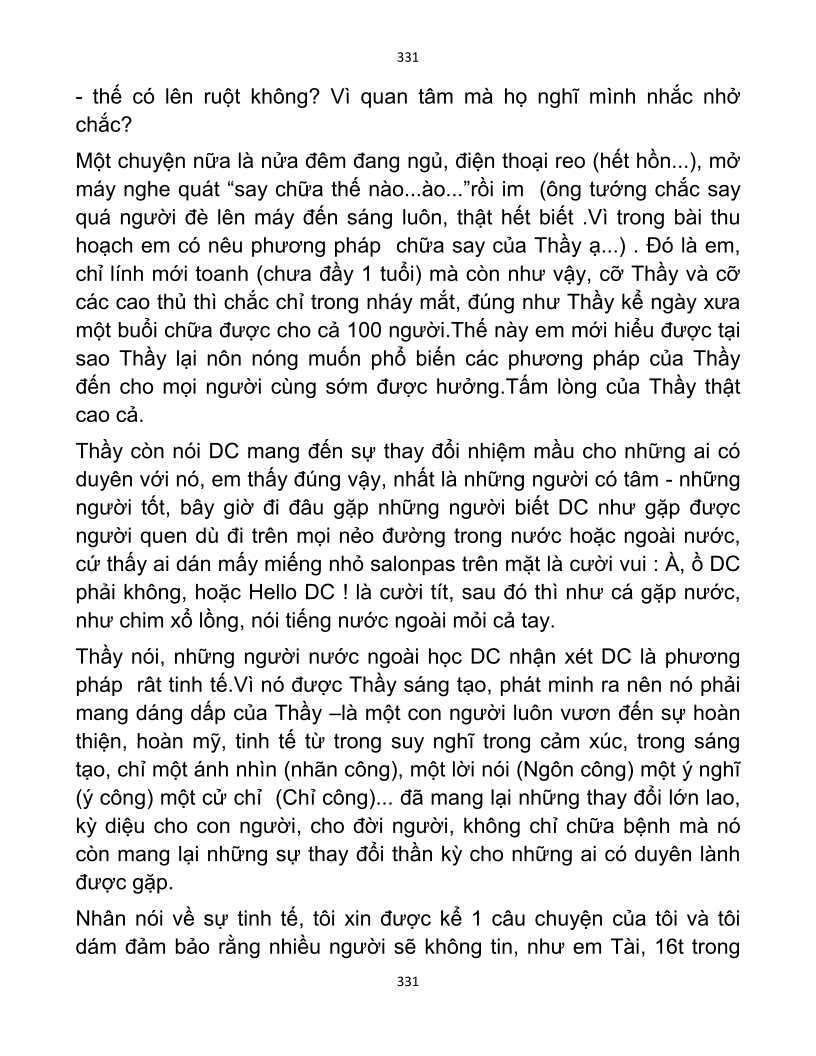 331
- thế có lên ruột không? Vì quan tâm mà họ nghĩ mình nhắc nhở
chắc?
Một chuyện nữa là nửa đêm đang ngủ, điện thoại reo (hết hồn...), mở
máy nghe quát “say chữa thế nào...ào...”rồi im  (ông tướng chắc say
quá người đè lên máy đến sáng luôn, thật hết biết .Vì trong bài thu
hoạch em có nêu phương pháp  chữa say của Thầy ạ...) . Đó là em,
chỉ lính mới toanh (chưa đầy 1 tuổi) mà còn như vậy, cỡ Thầy và cỡ
các cao thủ thì chắc chỉ trong nháy mắt, đúng như Thầy kể ngày xưa
một buổi chữa được cho cả 100 người.Thế này em mới hiểu được tại
sao Thầy lại nôn nóng muốn phổ biến các phương pháp của Thầy
đến cho mọi người cùng sớm được hưởng.Tấm lòng của Thầy thật
cao cả.
Thầy còn nói DC mang đến sự thay đổi nhiệm mầu cho những ai có
duyên với nó, em thấy đúng vậy, nhất là những người có tâm - những
người tốt, bây giờ đi đâu gặp những người biết DC như gặp được
người quen dù đi trên mọi nẻo đường trong nước hoặc ngoài nước,
cứ thấy ai dán mấy miếng nhỏ salonpas trên mặt là cười vui : À, ồ DC
phải không, hoặc Hello DC ! là cười tít, sau đó thì như cá gặp nước,
như chim xổ lồng, nói tiếng nước ngoài mỏi cả tay.
Thầy nói, những người nước ngoài học DC nhận xét DC là phương
pháp  rât tinh tế.Vì nó được Thầy sáng tạo, phát minh ra nên nó phải
mang dáng dấp của Thầy –là một con người luôn vươn đến sự hoàn
thiện, hoàn mỹ, tinh tế từ trong suy nghĩ trong cảm xúc, trong sáng
tạo, chỉ một ánh nhìn (nhãn công), một lời nói (Ngôn công) một ý nghĩ
(ý công) một cử chỉ  (Chỉ công)... đã mang lại những thay đổi lớn lao,
kỳ diệu cho con người, cho đời người, không chỉ chữa bệnh mà nó
còn mang lại những sự thay đổi thần kỳ cho những ai có duyên lành
được gặp.
Nhân nói về sự tinh tế, tôi xin được kể 1 câu chuyện của tôi và tôi
dám đảm bảo rằng nhiều người sẽ không tin, như em Tài, 16t trong
331